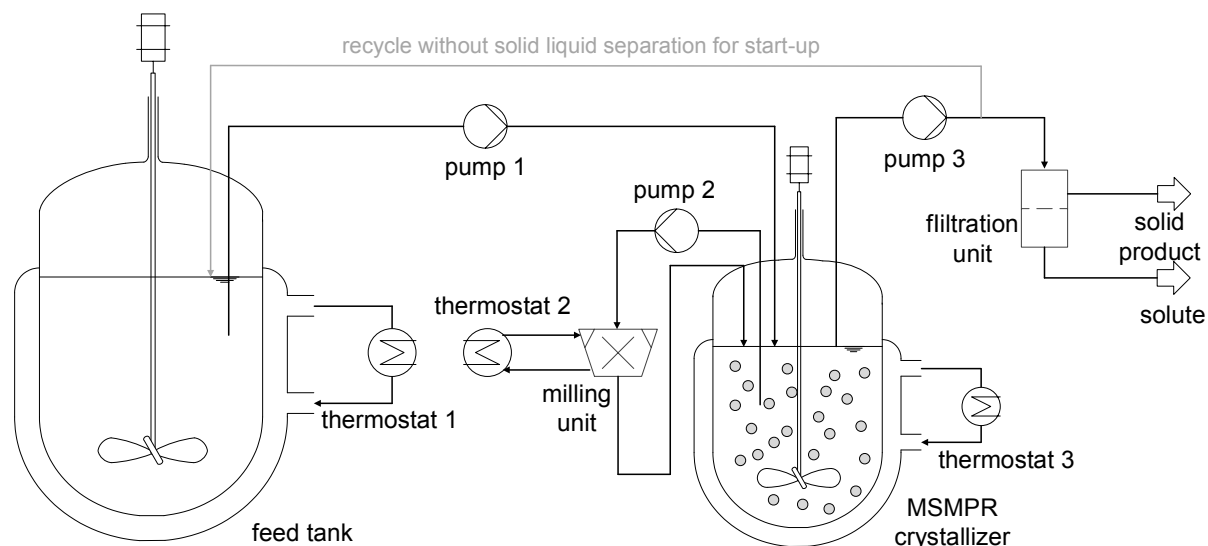 recycle without solid liquid separation for start-up
pump 1
pump 3
pump 2
fliltration
unit
solid
product
solute
thermostat 2
milling
unit
thermostat 1
thermostat 3
feed tank
MSMPR
crystallizer